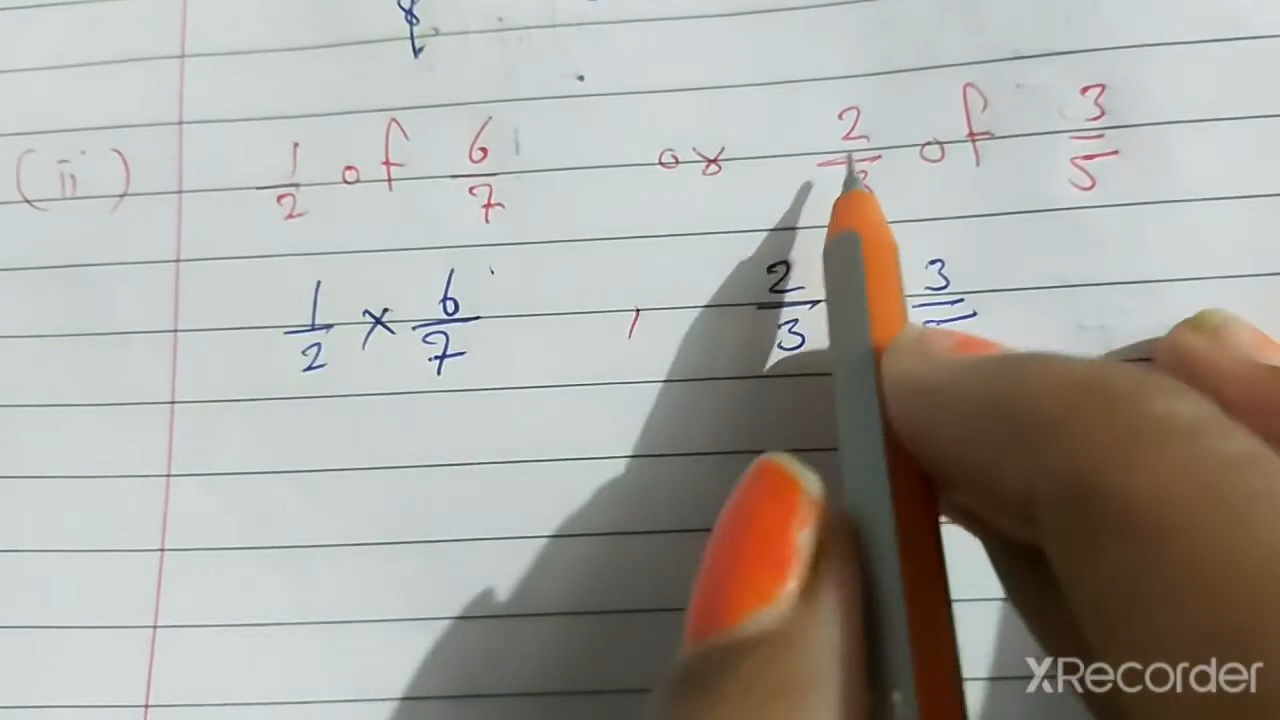 (ii) 1/2 of 6/7 or 2/3 of 3/5
1/2 × 6/7 , 2/3 3
XRecorder